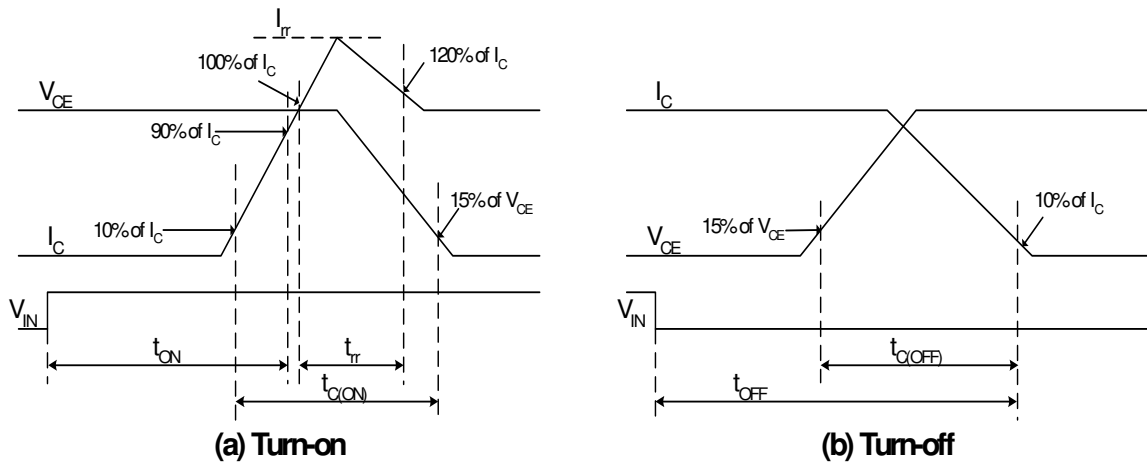 I_rr
100% of I_C
120% of I_C
V_CE
90% of I_C
10% of I_C
15% of V_CE
I_C
V_IN
t_ON
t_rr
t_C(ON)
(a) Turn-on
I_C
10% of I_C
15% of V_CE
V_CE
V_IN
t_C(OFF)
t_OFF
(b) Turn-off